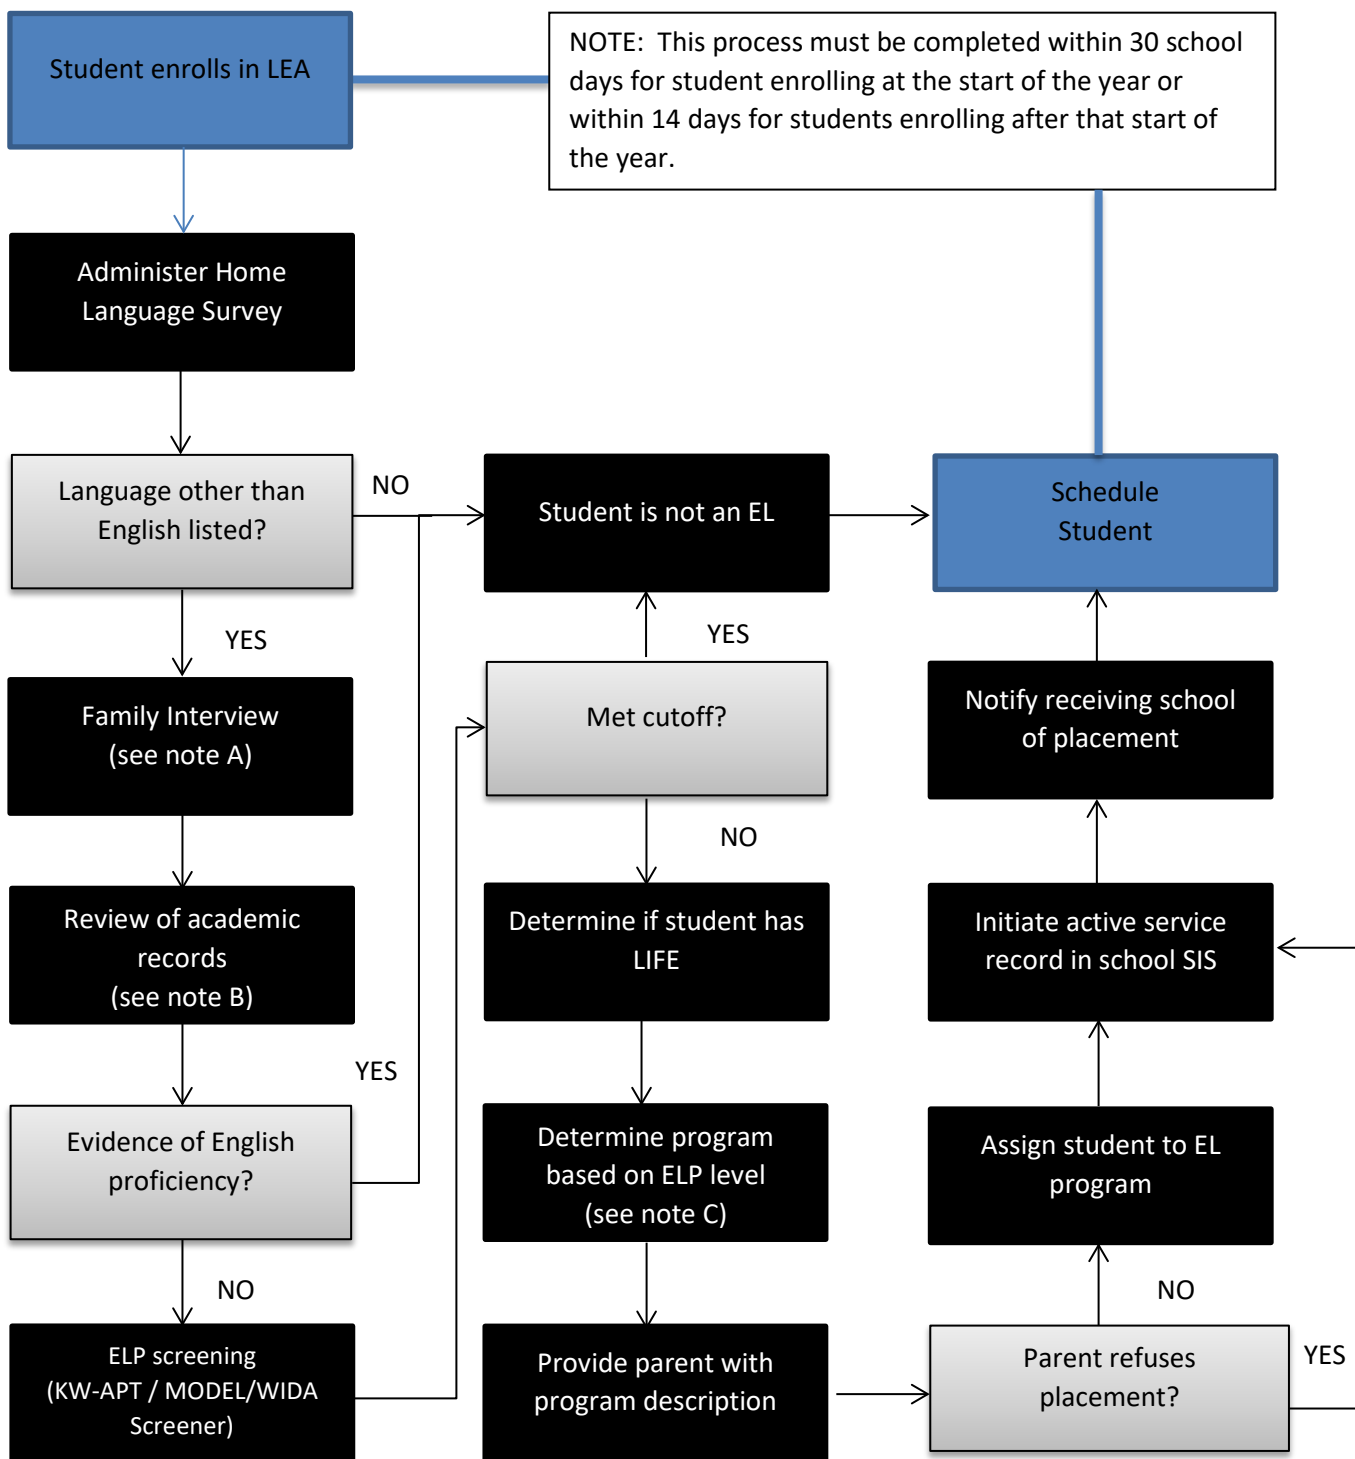 Student enrolls in LEA
NOTE:  This process must be completed within 30 school
days for student enrolling at the start of the year or
within 14 days for students enrolling after that start of
the year.
Administer Home
Language Survey
Language other than
English listed?
NO
Student is not an EL
Schedule
Student
YES
Family Interview
(see note A)
YES
Met cutoff?
Notify receiving school
of placement
NO
Review of academic
records
(see note B)
Determine if student has
LIFE
Initiate active service
record in school SIS
YES
Evidence of English
proficiency?
Determine program
based on ELP level
(see note C)
Assign student to EL
program
NO
NO
ELP screening
(KW-APT / MODEL/WIDA
Screener)
Provide parent with
program description
Parent refuses
placement?
YES